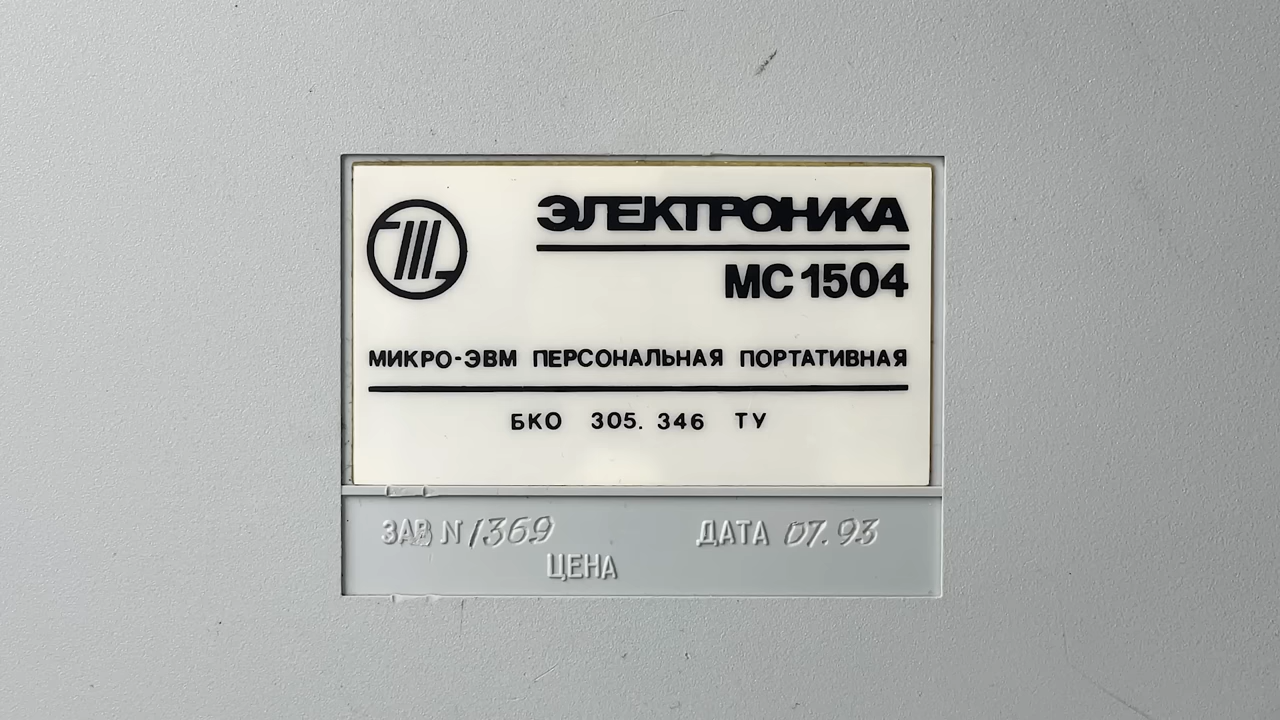 ЭЛЕКТРОНИКА
МС 1504
МИКРО-ЭВМ ПЕРСОНАЛЬНАЯ ПОРТАТИВНАЯ
БКО 305. 346 ТУ
ЗАВ N 1369 ДАТА 07.93
ЦЕНА